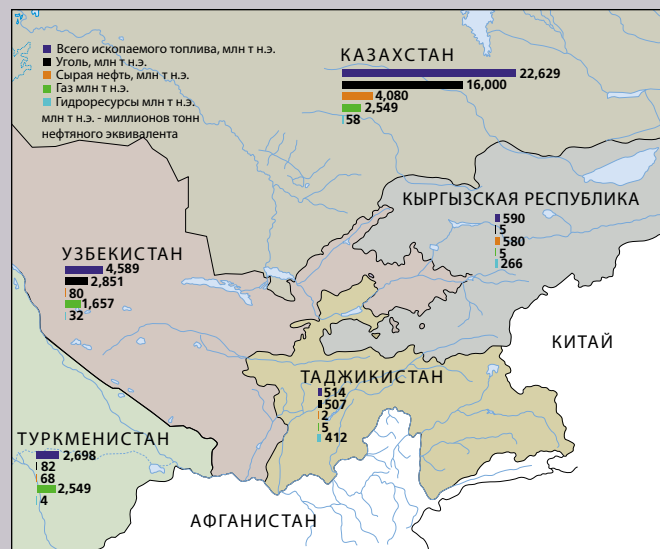 Всего ископаемого топлива, млн т н.э.
Уголь, млн т н.э.
Сырая нефть, млн т н.э.
Газ млн т н.э.
Гидроресурсы млн т н.э.
млн т н.э. - миллионов тонн
нефтяного эквивалента
КАЗАХСТАН
22,629
16,000
4,080
2,549
58
КЫРГЫЗСКАЯ РЕСПУБЛИКА
590
5
580
5
266
УЗБЕКИСТАН
4,589
2,851
80
1,657
32
КИТАЙ
ТАДЖИКИСТАН
514
507
2
5
412
ТУРКМЕНИСТАН
2,698
82
68
2,549
4
АФГАНИСТАН